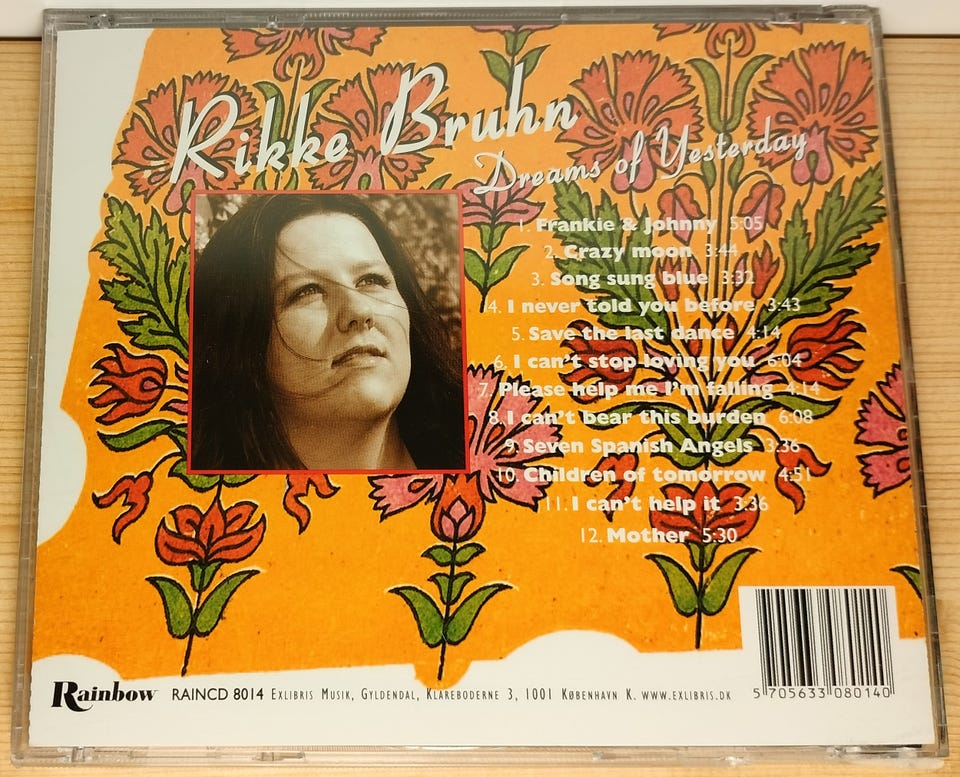 Rikke Bruhn
Dreams of Yesterday
1. Frankie & Johnny 5:05
2. Crazy moon 3:44
3. Song sung blue 3:32
4. I never told you before 3:43
5. Save the last dance 4:14
6. I can't stop loving you 6:04
7. Please help me I'm falling 4:14
8. I can't bear this burden 6:08
9. Seven Spanish Angels 3:36
10. Children of tomorrow 4:51
11. I can't help it 3:36
12. Mother 5:30
Rainbow RAINCD 8014 Exlibris Musik, Gyldendal, Klareboderne 3, 1001 København K. www.exlibris.dk
5 705633 080140